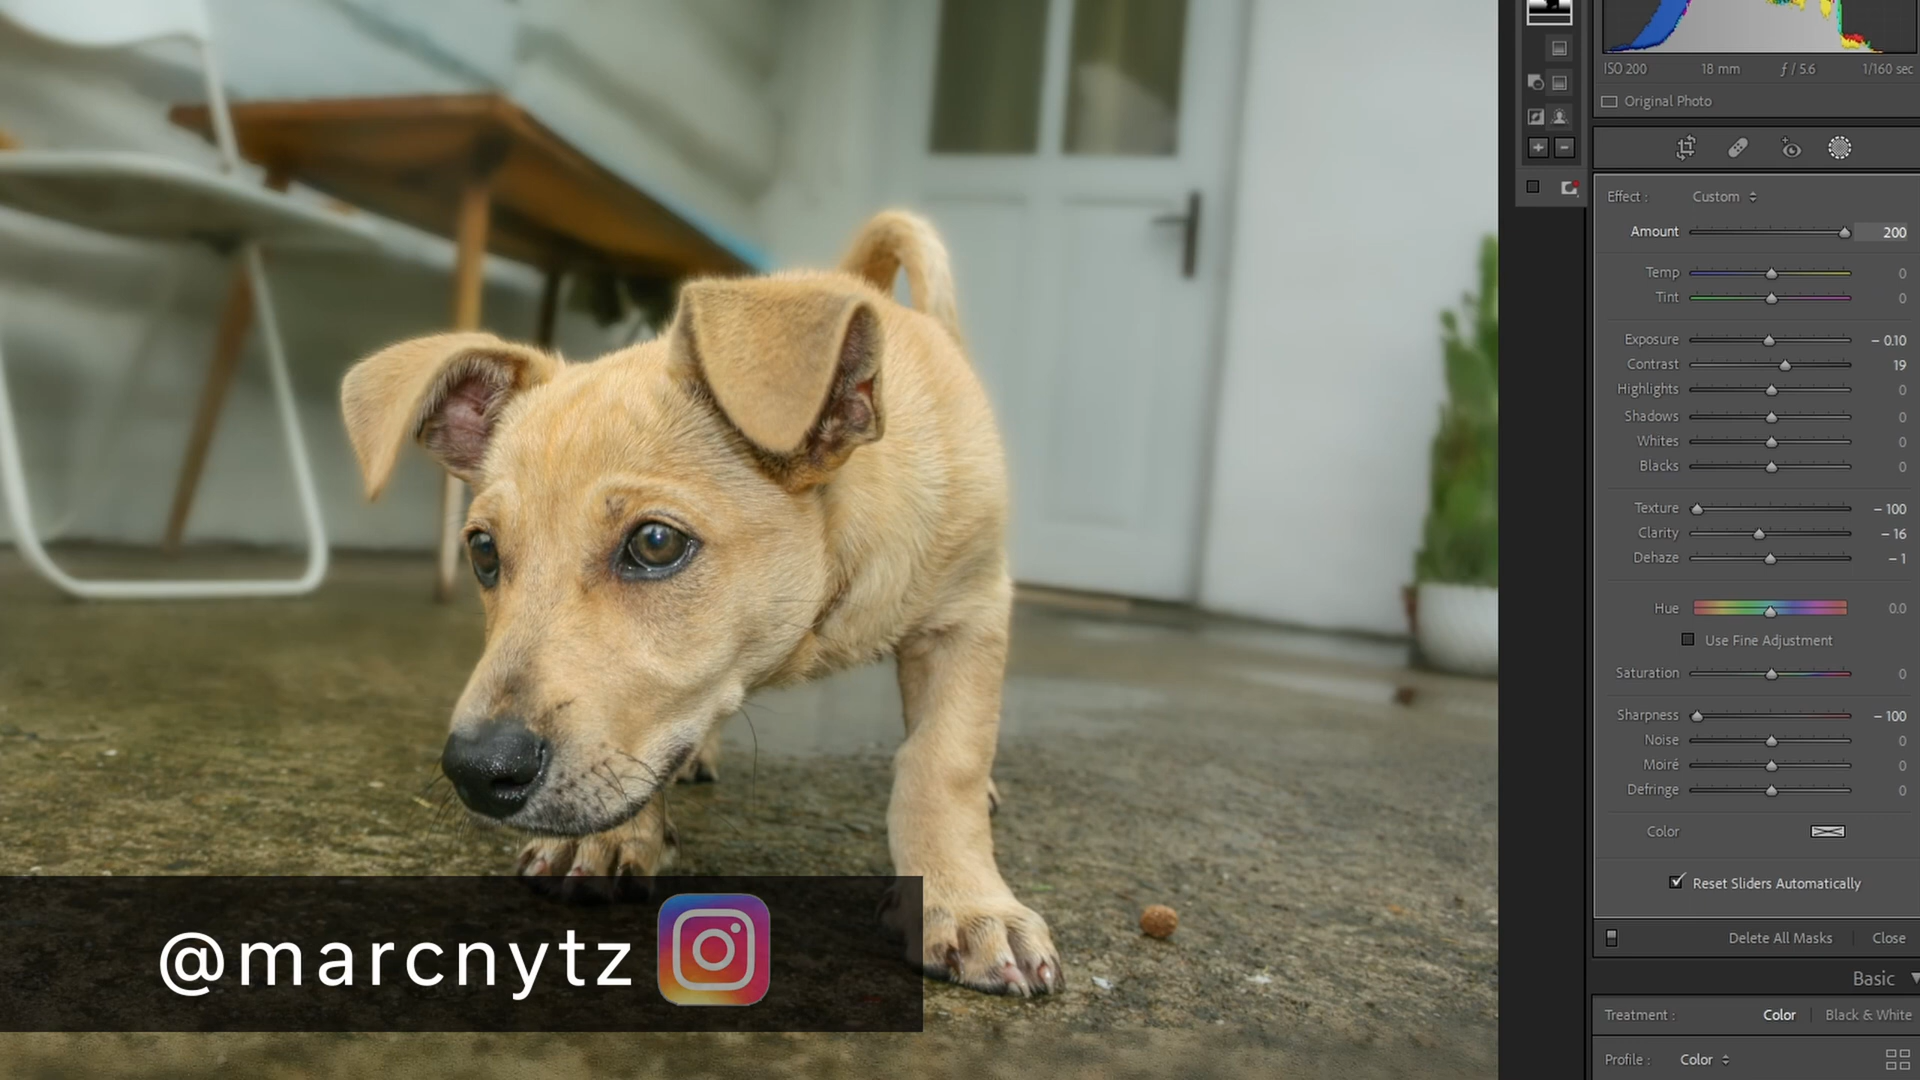 ISO 200 18 mm ƒ / 5.6 1/160 sec
Original Photo
Effect : Custom
Amount 200
Temp 0
Tint 0
Exposure – 0.10
Contrast 19
Highlights 0
Shadows 0
Whites 0
Blacks 0
Texture – 100
Clarity – 16
Dehaze – 1
Hue 0.0
Use Fine Adjustment
Saturation 0
Sharpness – 100
Noise 0
Moiré 0
Defringe 0
Color
Reset Sliders Automatically
Delete All Masks Close
Basic
Treatment : Color Black & White
Profile : Color
@marcnytz